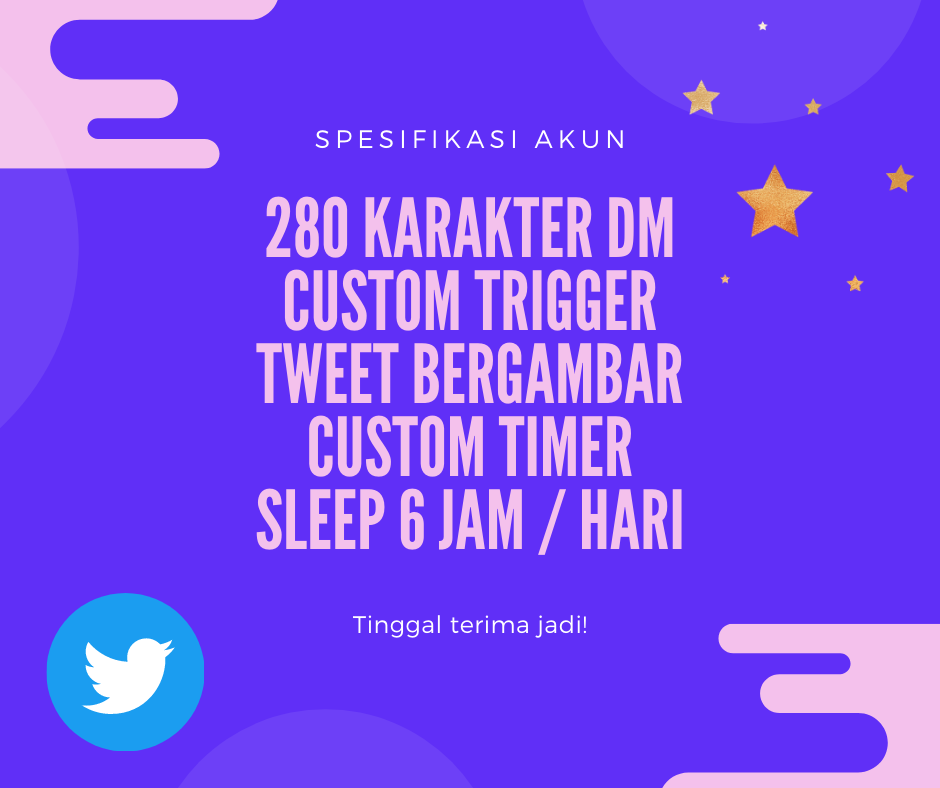 SPESIFIKASI AKUN
280 KARAKTER DM
CUSTOM TRIGGER
TWEET BERGAMBAR
CUSTOM TIMER
SLEEP 6 JAM / HARI
Tinggal terima jadi!